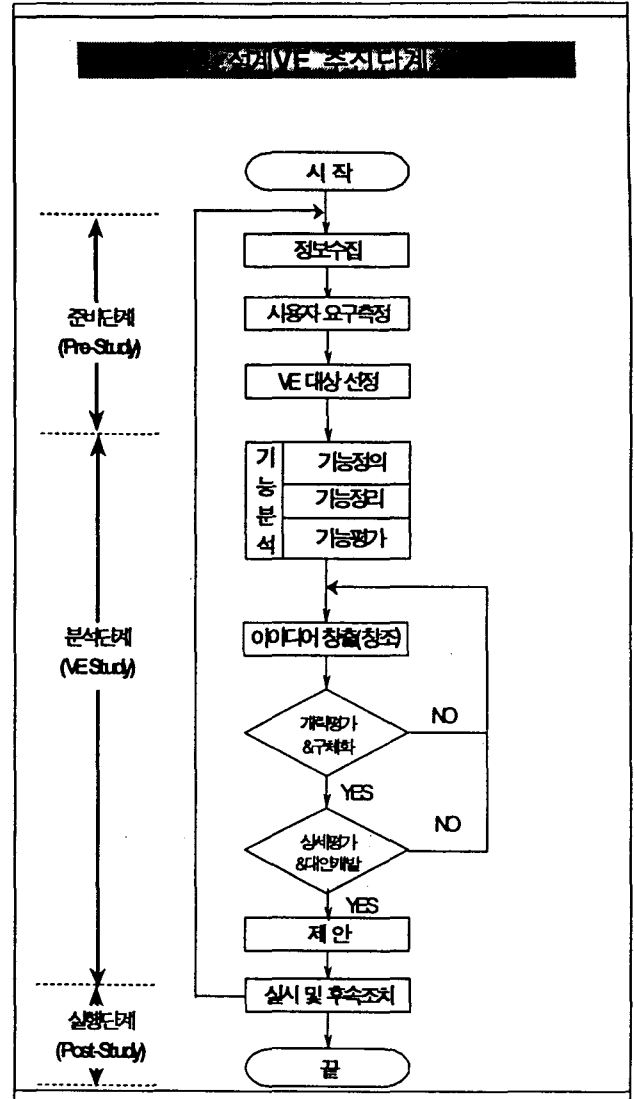 설계VE 추진단계
시 작
정보수집
사용자 요구측정
VE 대상 선정
준비단계
(Pre-Study)
기능분석
기능정의
기능정리
기능평가
아이디어 창출(창조)
분석단계
(VE Study)
개략평가
&구체화
NO
YES
상세평가
&대안개발
NO
YES
제 안
실시 및 후속조치
실행단계
(Post-Study)
끝